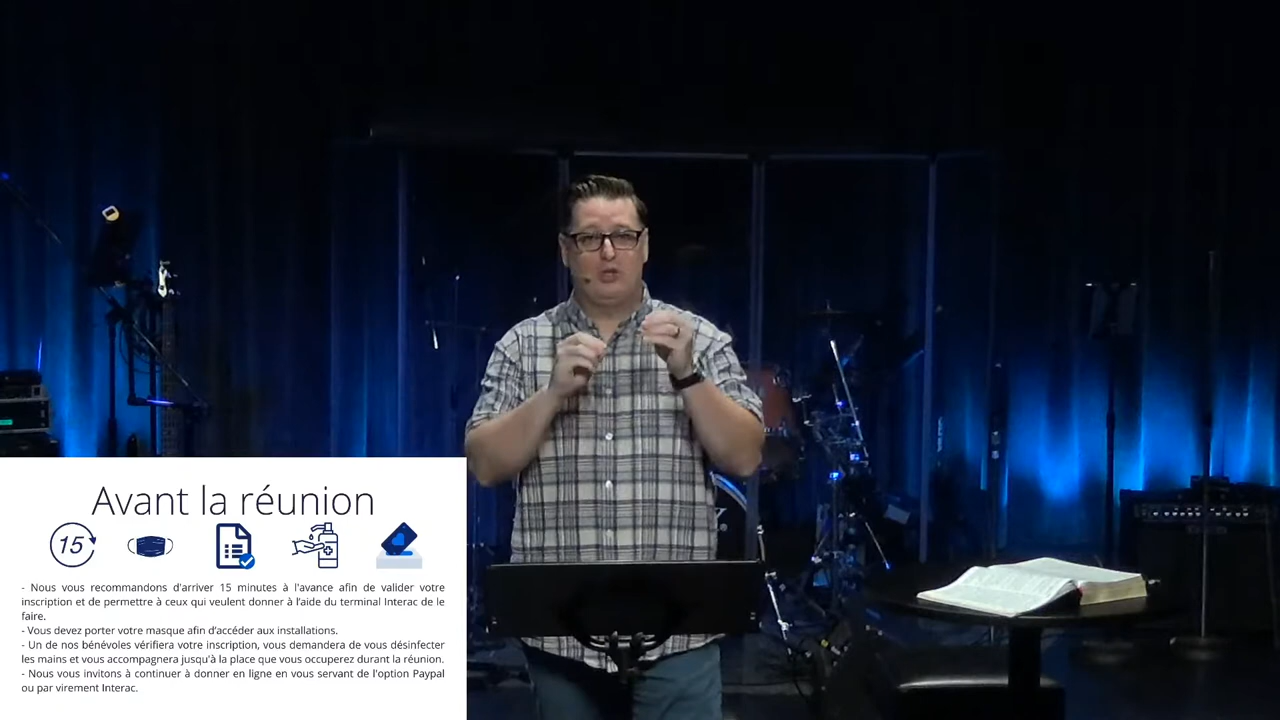 Avant la réunion
15
- Nous vous recommandons d'arriver 15 minutes à l'avance afin de valider votre
inscription et de permettre à ceux qui veulent donner à l'aide du terminal Interac de le
faire.
- Vous devez porter votre masque afin d'accéder aux installations.
- Un de nos bénévoles vérifiera votre inscription, vous demandera de vous désinfecter
les mains et vous accompagnera jusqu'à la place que vous occuperez durant la réunion.
- Nous vous invitons à continuer à donner en ligne en vous servant de l'option Paypal
ou par virement Interac.